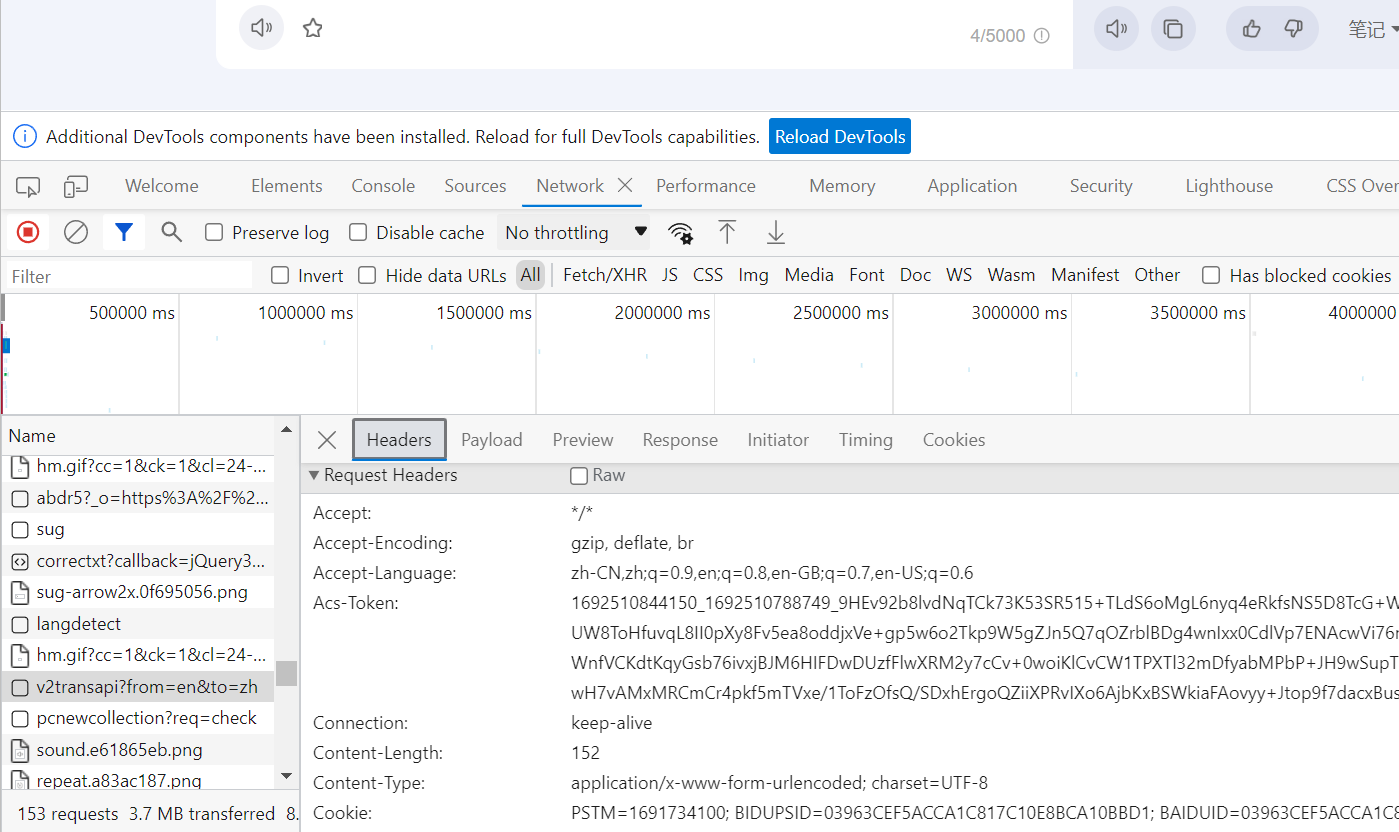 4/5000
笔记
Additional DevTools components have been installed. Reload for full DevTools capabilities. Reload DevTools
Welcome Elements Console Sources Network Performance Memory Application Security Lighthouse CSS Over
Preserve log Disable cache No throttling
Filter Invert Hide data URLs All Fetch/XHR JS CSS Img Media Font Doc WS Wasm Manifest Other Has blocked cookies
500000 ms 1000000 ms 1500000 ms 2000000 ms 2500000 ms 3000000 ms 3500000 ms 4000000
Name
hm.gif?cc=1&ck=1&cl=24-...
abdr5?_o=https%3A%2F%2...
sug
correctxt?callback=jQuery3...
sug-arrow2x.0f695056.png
langdetect
hm.gif?cc=1&ck=1&cl=24-...
v2transapi?from=en&to=zh
pcnewcollection?req=check
sound.e61865eb.png
repeat.a83ac187.png
153 requests 3.7 MB transferred 8.
Headers Payload Preview Response Initiator Timing Cookies
Request Headers Raw
Accept: */*
Accept-Encoding: gzip, deflate, br
Accept-Language: zh-CN,zh;q=0.9,en;q=0.8,en-GB;q=0.7,en-US;q=0.6
Acs-Token: 1692510844150_1692510788749_9HEv92b8lvdNqTCk73K53SR515+TLdS6oMgL6nyq4eRkfsNS5D8TcG+W
UW8ToHfuvqL8II0pXy8Fv5ea8oddjxVe+gp5w6o2Tkp9W5gZJn5Q7qOZrblBDg4wnIxx0CdlVp7ENAcwVi76r
WnfVCKdtKqyGsb76ivxjBJM6HIFDwDUzfFlwXRM2y7cCv+0woiKlCvCW1TPXTl32mDfyabMPbP+JH9wSupT
wH7vAMxMRCmCr4pkf5mTVxe/1ToFzOfsQ/SDxhErgoQZiiXPRvIXo6AjbKxBSWkiaFAovyy+Jtop9f7dacxBus
Connection: keep-alive
Content-Length: 152
Content-Type: application/x-www-form-urlencoded; charset=UTF-8
Cookie: PSTM=1691734100; BIDUPSID=03963CEF5ACCA1C817C10E8BCA10BBD1; BAIDUID=03963CEF5ACCA1C8